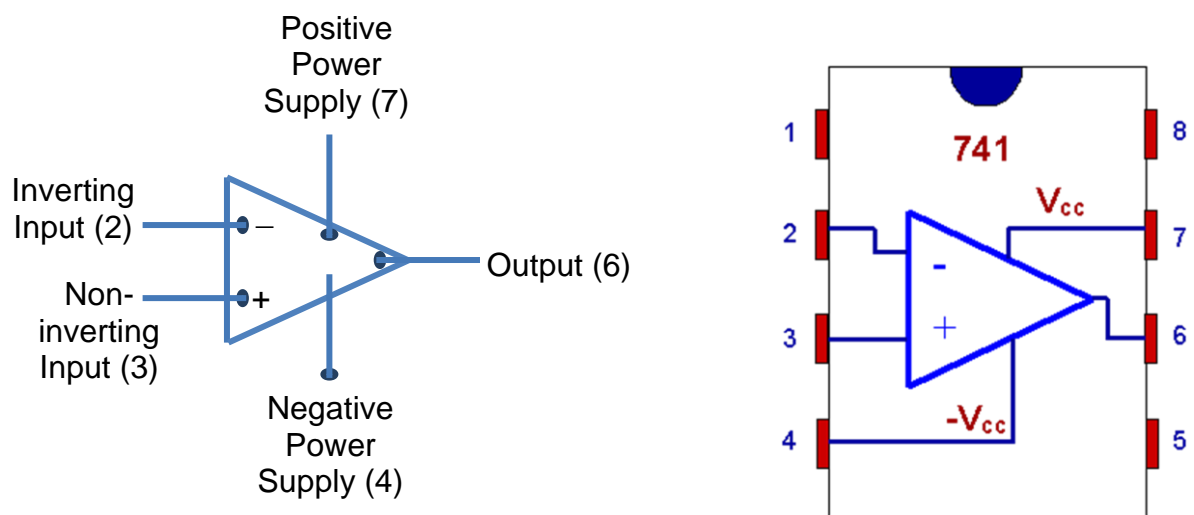 Positive
Power
Supply (7)
Inverting
Input (2)
−
Non-
inverting
Input (3)
+
Output (6)
Negative
Power
Supply (4)
1
8
741
Vcc
2
7
-
+
3
6
-Vcc
4
5